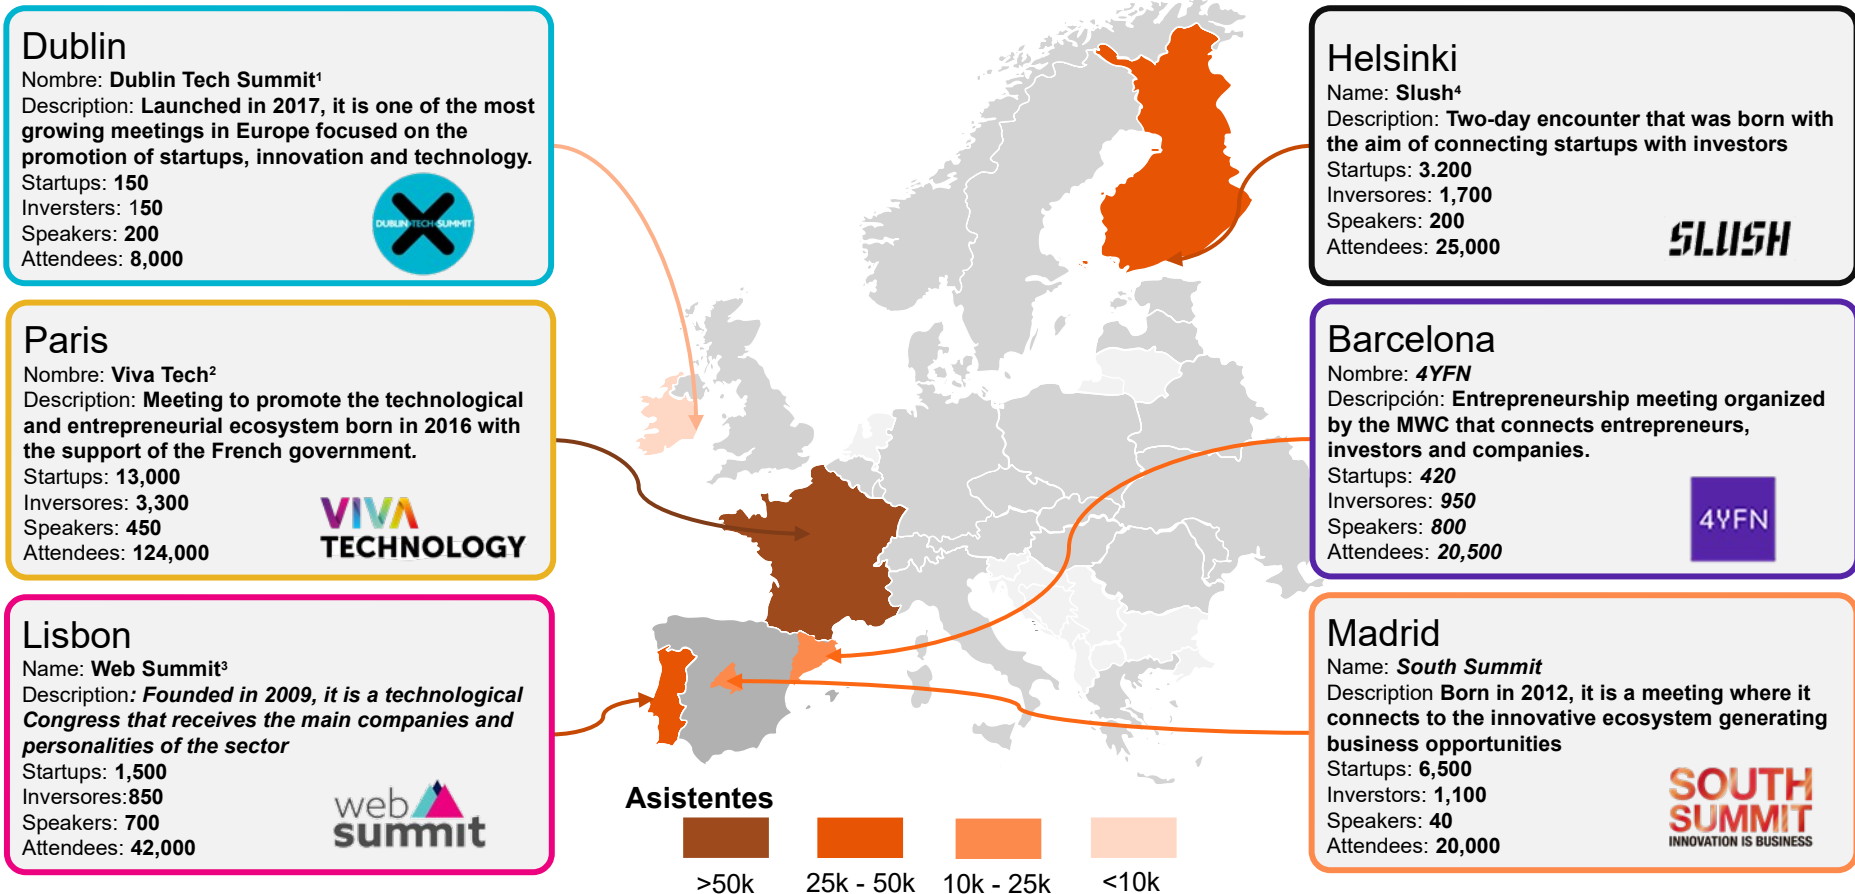 Dublin
Nombre: Dublin Tech Summit¹
Description: Launched in 2017, it is one of the most
growing meetings in Europe focused on the
promotion of startups, innovation and technology.
Startups: 150
Inversters: 150
Speakers: 200
Attendees: 8,000
DUBLIN TECH SUMMIT
Paris
Nombre: Viva Tech²
Description: Meeting to promote the technological
and entrepreneurial ecosystem born in 2016 with
the support of the French government.
Startups: 13,000
Inversores: 3,300
Speakers: 450
Attendees: 124,000
VIVA
TECHNOLOGY
Lisbon
Name: Web Summit³
Description: Founded in 2009, it is a technological
Congress that receives the main companies and
personalities of the sector
Startups: 1,500
Inversores:850
Speakers: 700
Attendees: 42,000
web
summit
Asistentes
>50k
25k - 50k
10k - 25k
<10k
Helsinki
Name: Slush⁴
Description: Two-day encounter that was born with
the aim of connecting startups with investors
Startups: 3.200
Inversores: 1,700
Speakers: 200
Attendees: 25,000
SLUSH
Barcelona
Nombre: 4YFN
Descripción: Entrepreneurship meeting organized
by the MWC that connects entrepreneurs,
investors and companies.
Startups: 420
Inversores: 950
Speakers: 800
Attendees: 20,500
4YFN
Madrid
Name: South Summit
Description Born in 2012, it is a meeting where it
connects to the innovative ecosystem generating
business opportunities
Startups: 6,500
Inverstors: 1,100
Speakers: 40
Attendees: 20,000
SOUTH
SUMMIT
INNOVATION IS BUSINESS